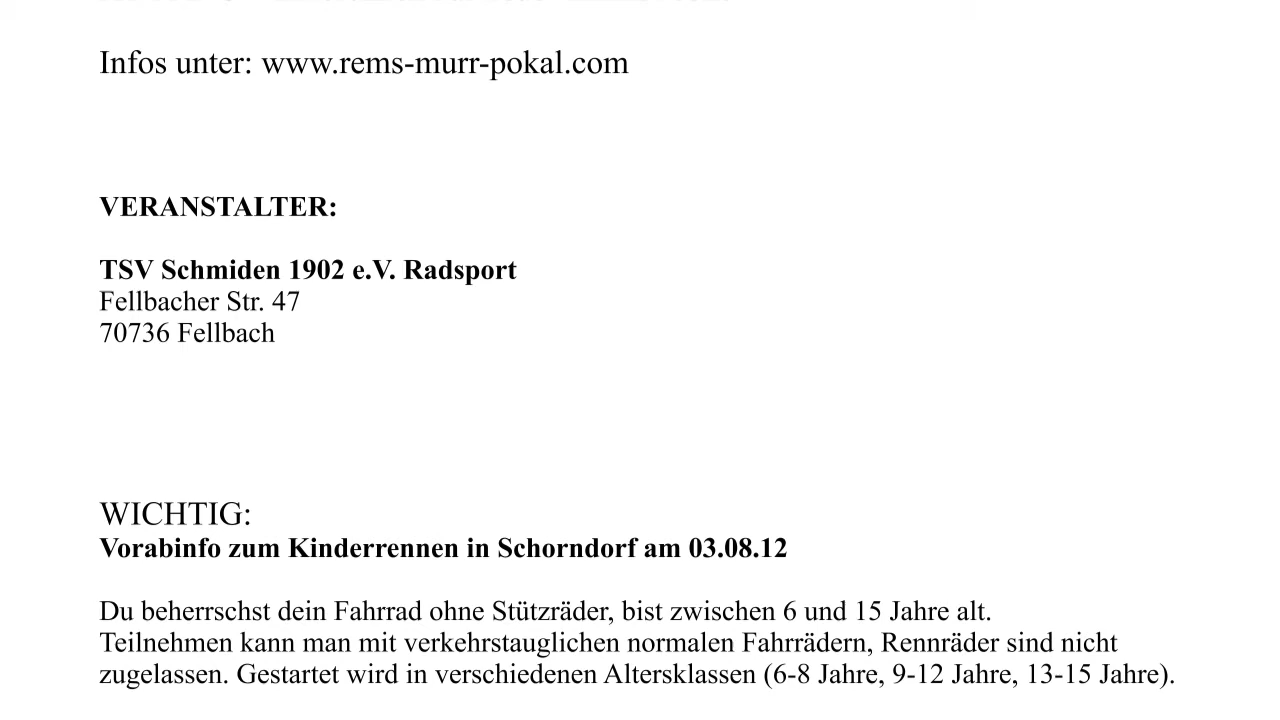 Infos unter: www.rems-murr-pokal.com
VERANSTALTER:
TSV Schmiden 1902 e.V. Radsport
Fellbacher Str. 47
70736 Fellbach
WICHTIG:
Vorabinfo zum Kinderrennen in Schorndorf am 03.08.12
Du beherrschst dein Fahrrad ohne Stützräder, bist zwischen 6 und 15 Jahre alt.
Teilnehmen kann man mit verkehrstauglichen normalen Fahrrädern, Rennräder sind nicht
zugelassen. Gestartet wird in verschiedenen Altersklassen (6-8 Jahre, 9-12 Jahre, 13-15 Jahre).